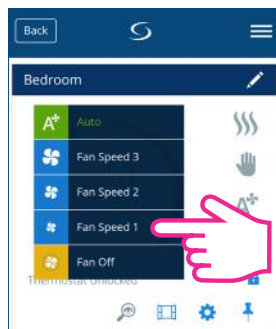 Back
Bedroom
Auto
Fan Speed 3
Fan Speed 2
Fan Speed 1
Fan Off
Thermostat Unlocked